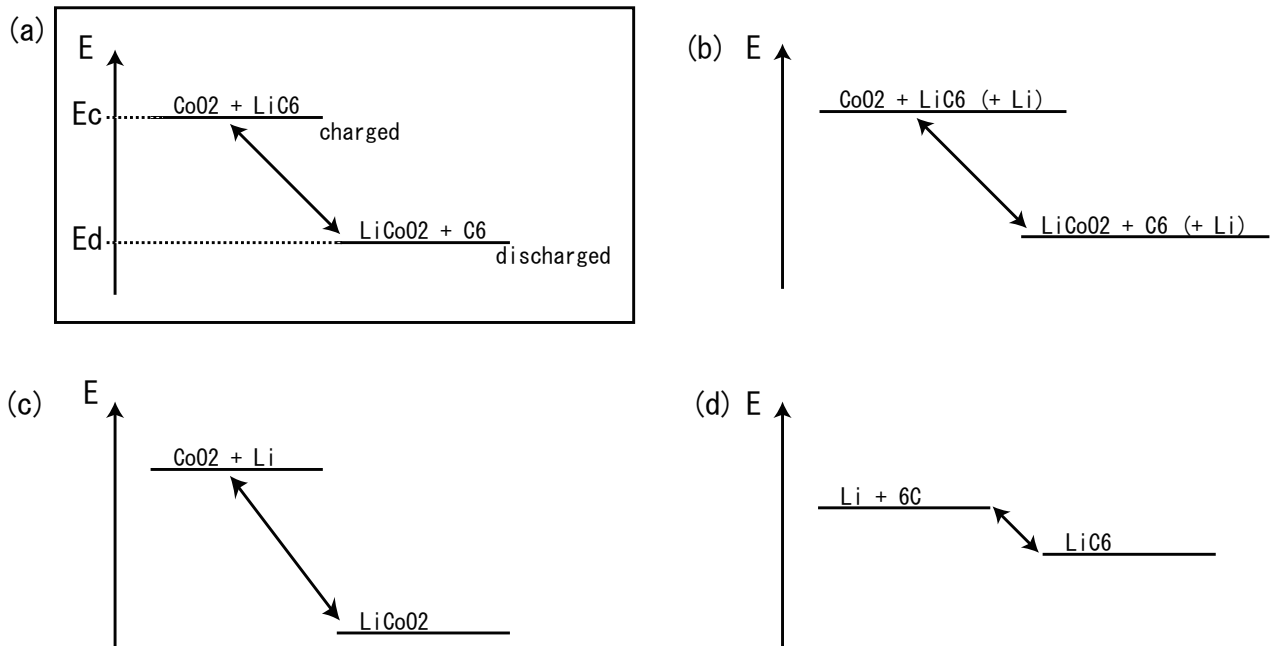 (a)
E
Ec
CoO2 + LiC6
charged
Ed
LiCoO2 + C6
discharged
(b) E
CoO2 + LiC6 (+ Li)
LiCoO2 + C6 (+ Li)
(c)
E
CoO2 + Li
LiCoO2
(d) E
Li + 6C
LiC6